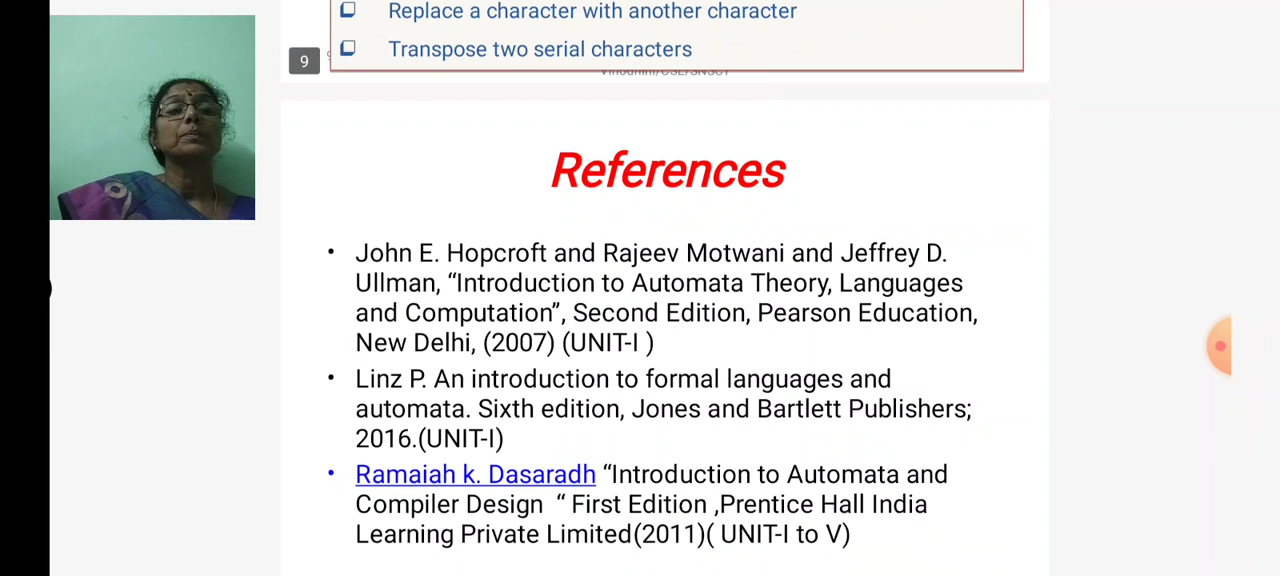 ❑ Replace a character with another character
❑ Transpose two serial characters
9
Vinodhini/CSE/SNSCT
References
• John E. Hopcroft and Rajeev Motwani and Jeffrey D.
Ullman, “Introduction to Automata Theory, Languages
and Computation”, Second Edition, Pearson Education,
New Delhi, (2007) (UNIT-I )
• Linz P. An introduction to formal languages and
automata. Sixth edition, Jones and Bartlett Publishers;
2016.(UNIT-I)
• Ramaiah k. Dasaradh “Introduction to Automata and
Compiler Design “ First Edition ,Prentice Hall India
Learning Private Limited(2011)( UNIT-I to V)